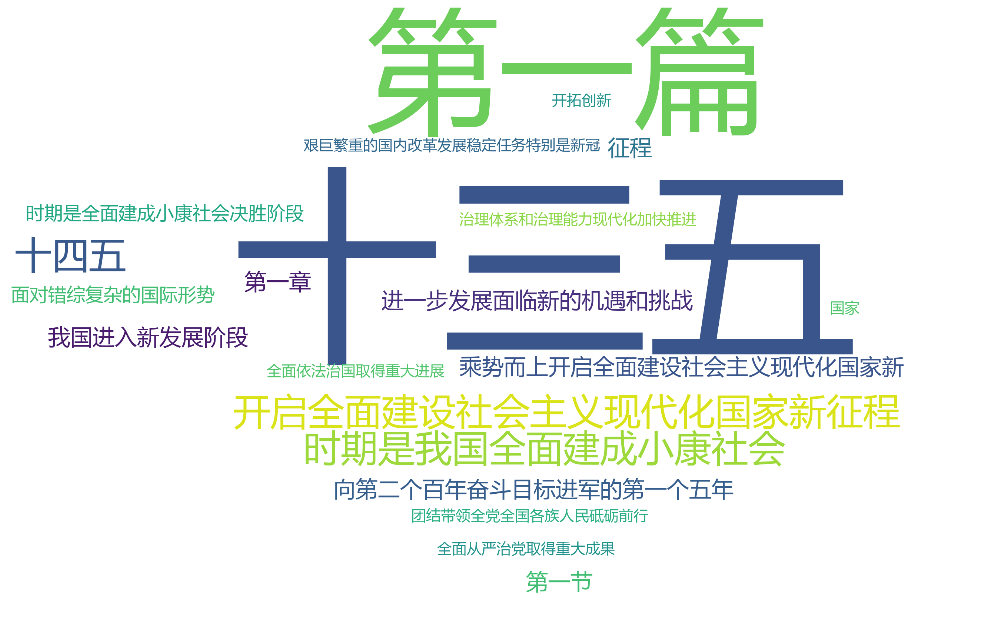 第一篇
开拓创新
艰巨繁重的国内改革发展稳定任务特别是新冠
征程
十三五
时期是全面建成小康社会决胜阶段
治理体系和治理能力现代化加快推进
十四五
第一章
面对错综复杂的国际形势
进一步发展面临新的机遇和挑战
国家
我国进入新发展阶段
全面依法治国取得重大进展
乘势而上开启全面建设社会主义现代化国家新
开启全面建设社会主义现代化国家新征程
时期是我国全面建成小康社会
向第二个百年奋斗目标进军的第一个五年
团结带领全党全国各族人民砥砺前行
全面从严治党取得重大成果
第一节